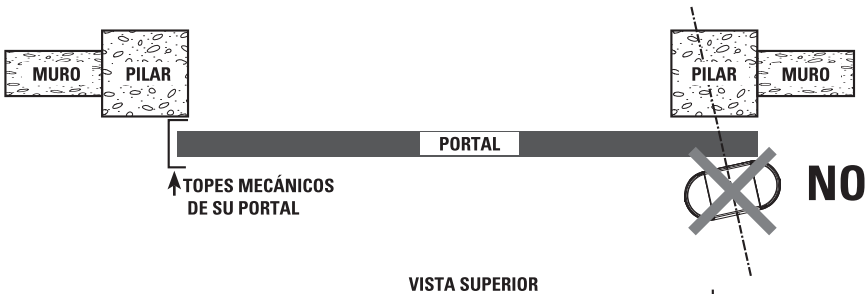 MURO PILAR PILAR MURO
PORTAL
TOPES MECÁNICOS
DE SU PORTAL
NO
VISTA SUPERIOR